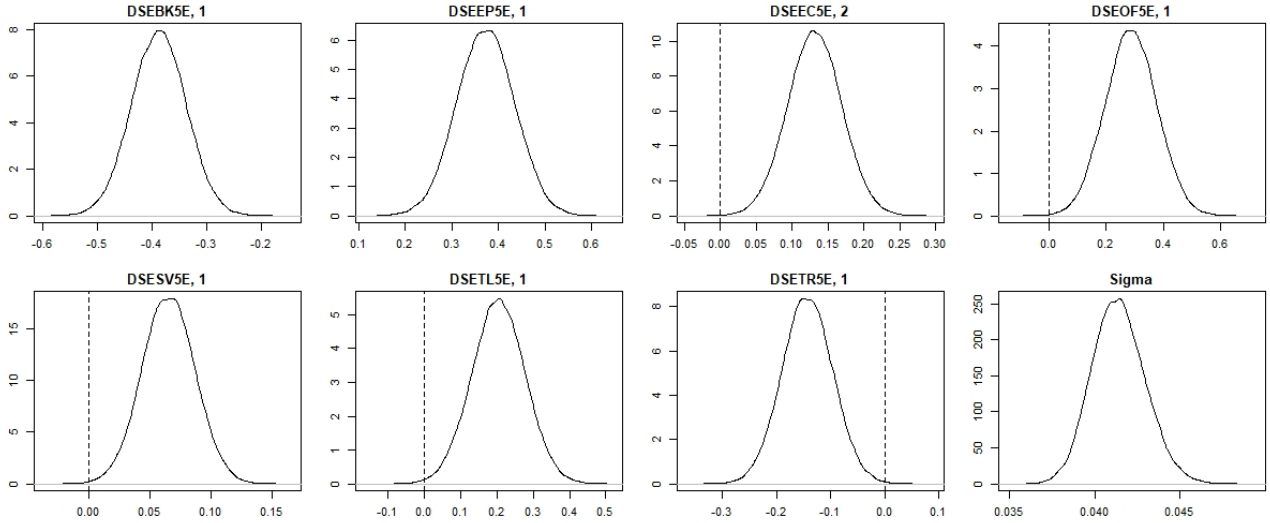 DSEBK5E, 1
DSEEP5E, 1
DSEEC5E, 2
DSEOF5E, 1
0 2 4 6 8
-0.6 -0.5 -0.4 -0.3 -0.2
0 1 2 3 4 5 6
0.1 0.2 0.3 0.4 0.5 0.6
0 2 4 6 8 10
-0.05 0.00 0.05 0.10 0.15 0.20 0.25 0.30
0 1 2 3 4
0.0 0.2 0.4 0.6
DSESV5E, 1
DSETL5E, 1
DSETR5E, 1
Sigma
0 5 10 15
0.00 0.05 0.10 0.15
0 1 2 3 4 5
-0.2 -0.1 0.0 0.1 0.2 0.3 0.4 0.5
0 2 4 6 8
-0.3 -0.2 -0.1 0.0 0.1
0 50 100 150 200 250
0.035 0.040 0.045